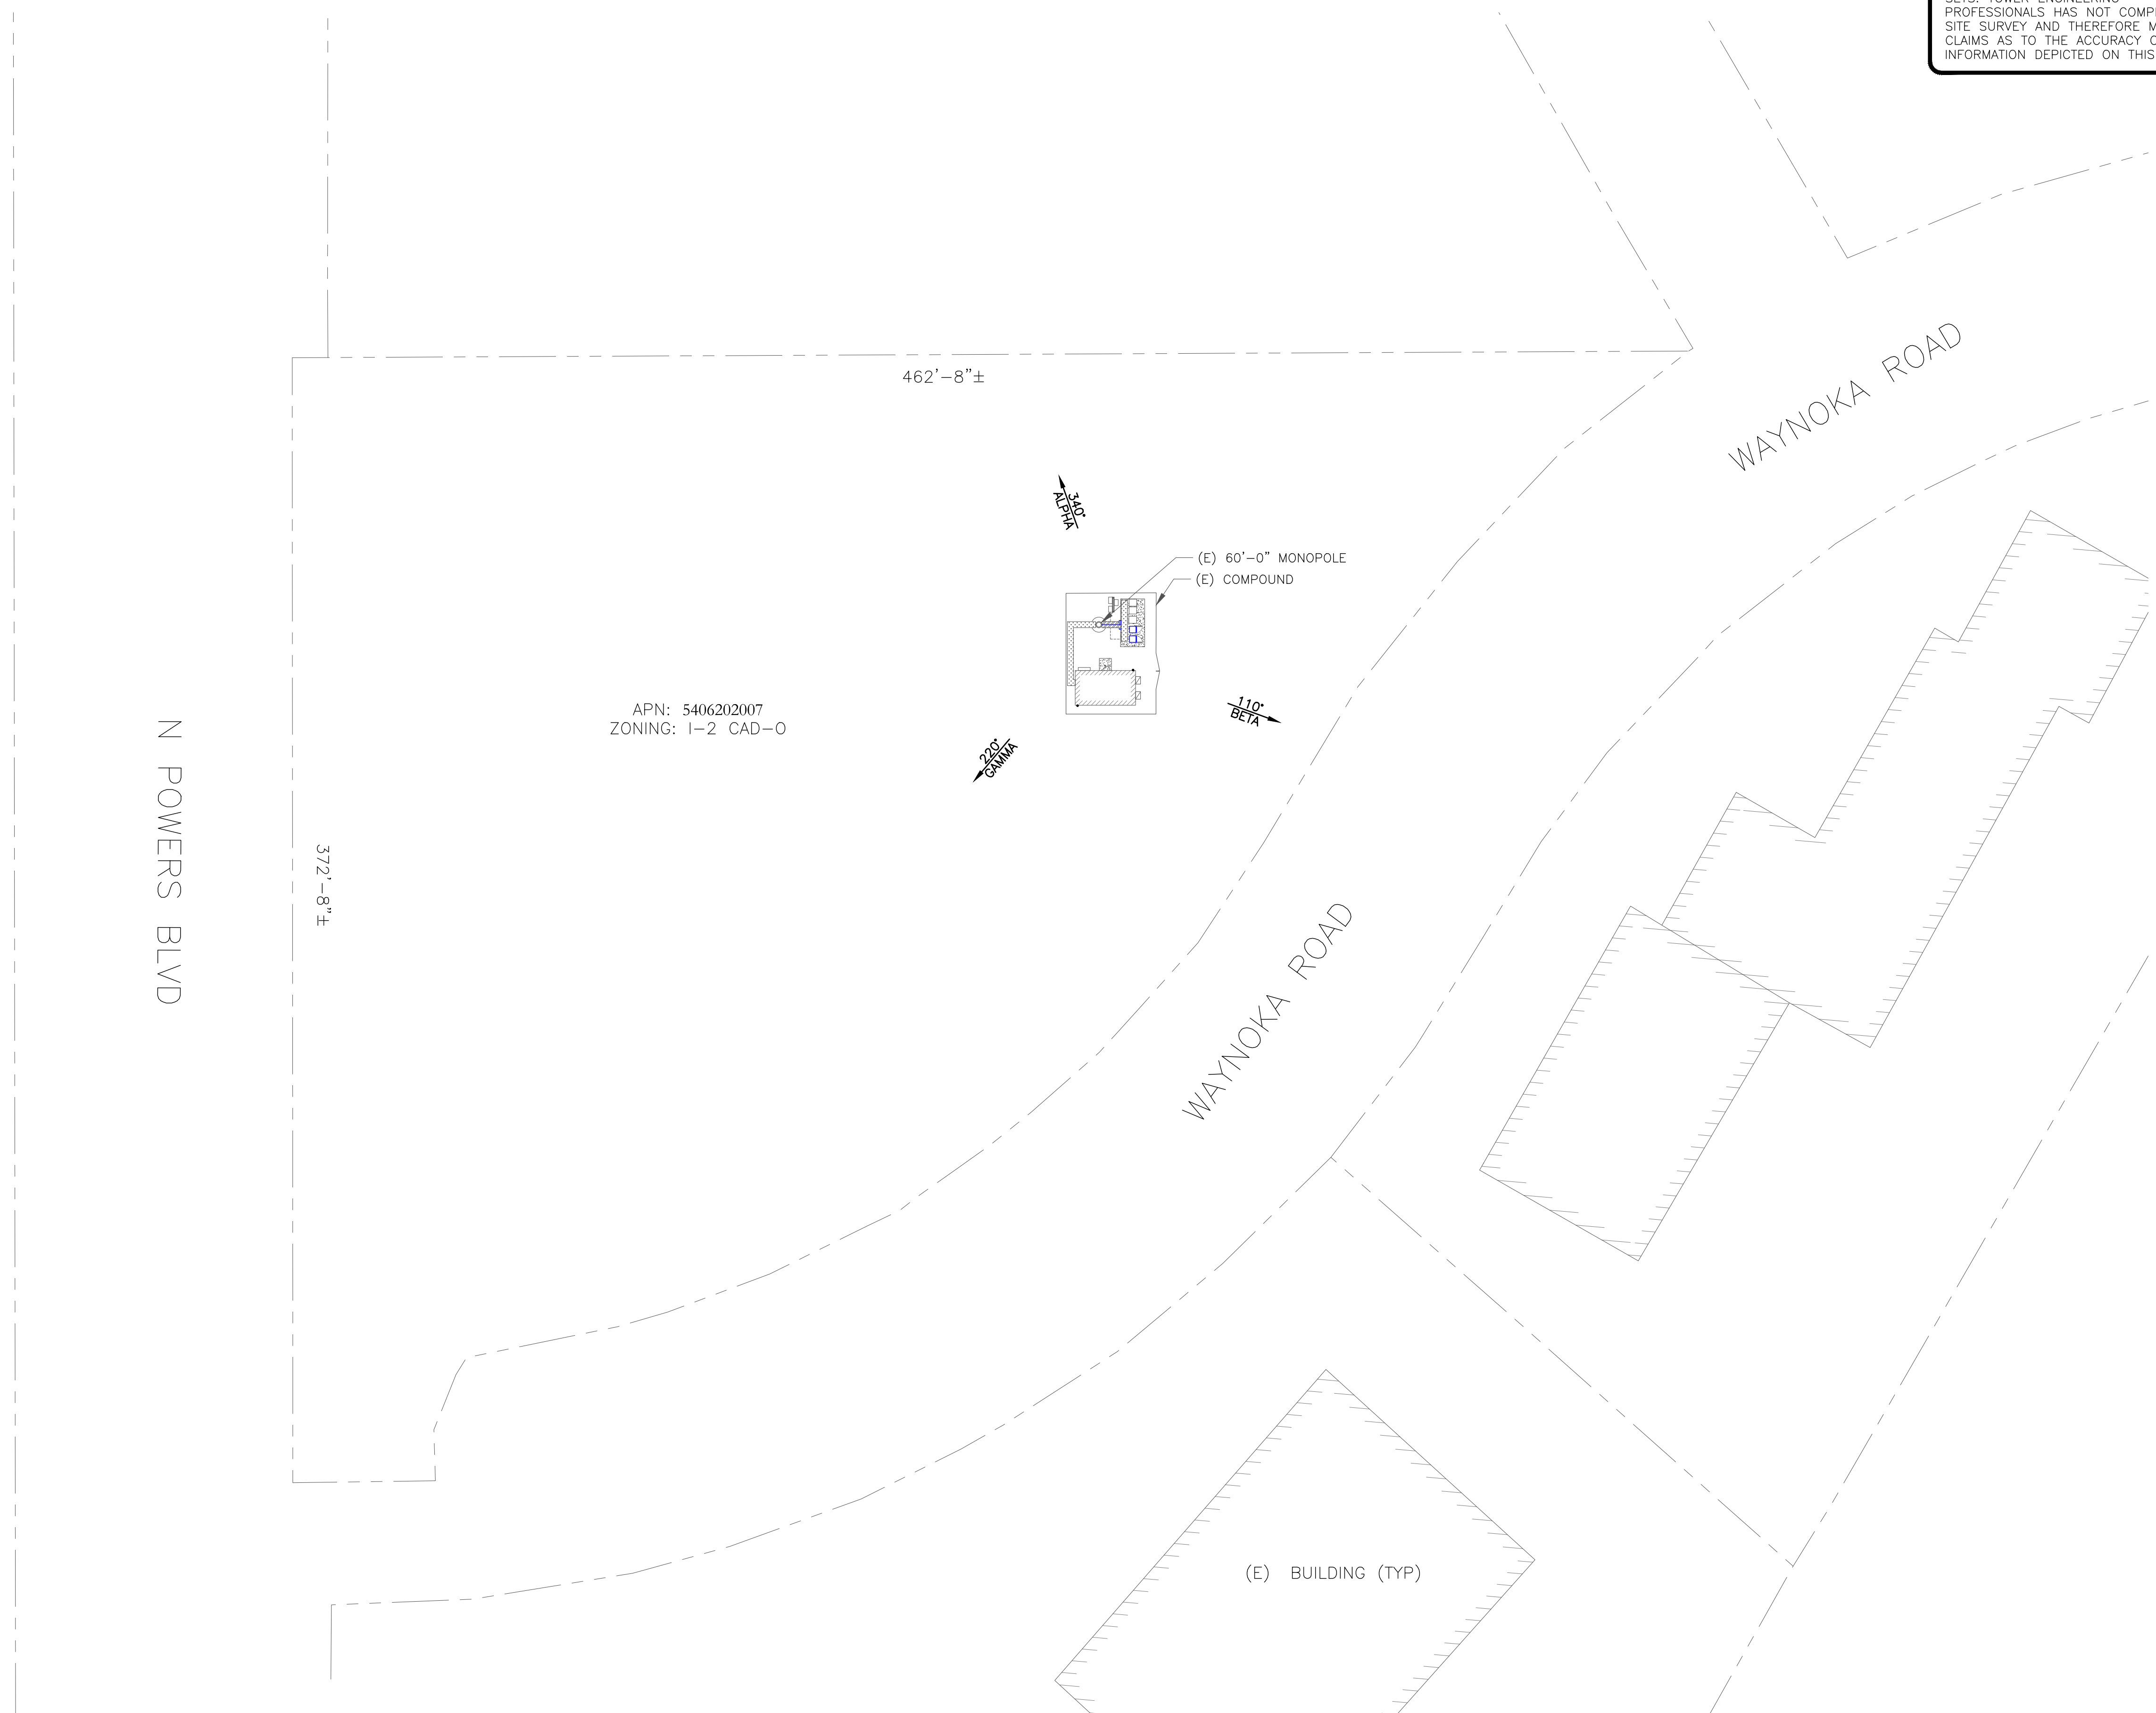 SETS. TOWER ENGINEERING
PROFESSIONALS HAS NOT
SITE SURVEY AND THEREFORE
CLAIMS AS TO THE ACCURACY
INFORMATION DEPICTED ON THIS
WAYNOKA ROAD
462'-8"±
340°
ALPHA
(E) 60'-0" MONOPOLE
(E) COMPOUND
APN: 5406202007
ZONING: I-2 CAD-O
110°
BETA
220°
GAMMA
N POWERS BLVD
372'-8"±
WAYNOKA ROAD
(E) BUILDING (TYP)